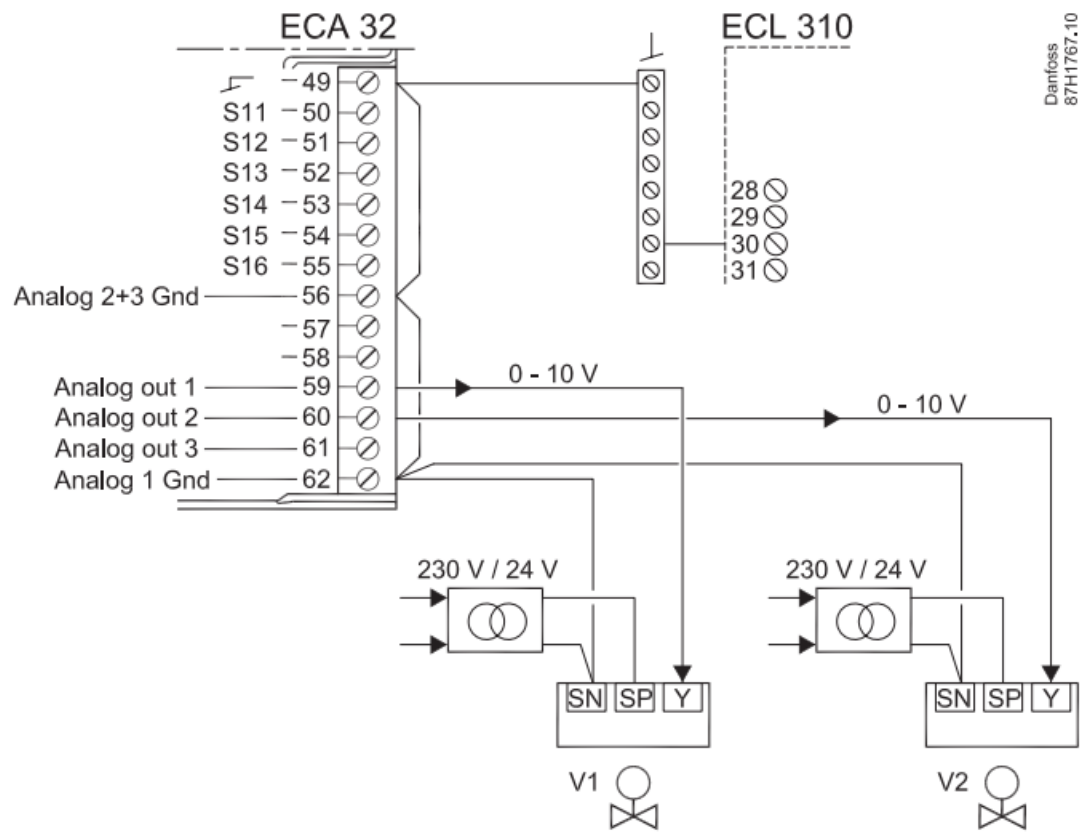 ECA 32
ECL 310
Danfoss
87H1767.10
49
S11 50
S12 51
S13 52
S14 53
S15 54
S16 55
Analog 2+3 Gnd 56
57
58
Analog out 1 59
Analog out 2 60
Analog out 3 61
Analog 1 Gnd 62
28
29
30
31
0 - 10 V
0 - 10 V
230 V / 24 V
230 V / 24 V
SN SP Y
SN SP Y
V1
V2